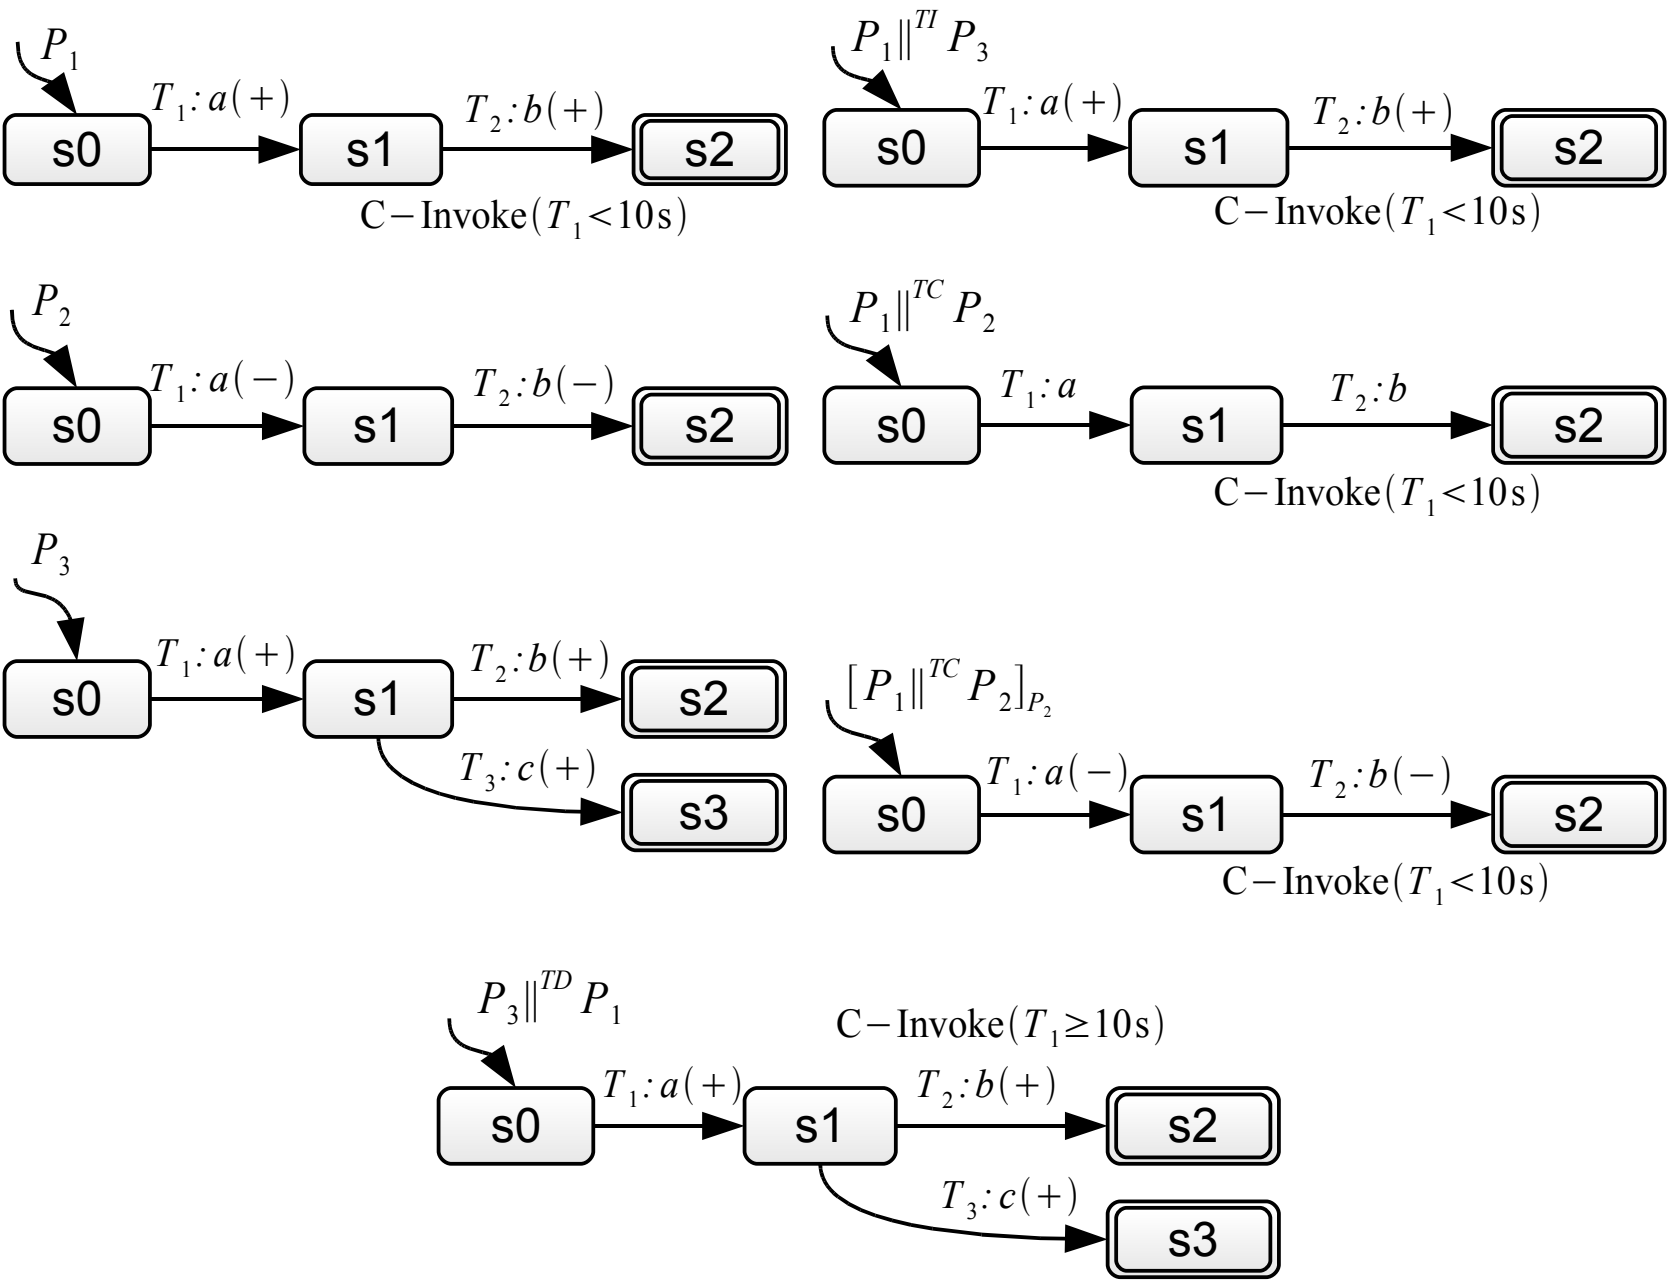 P₁
T₁:a(+)
T₂:b(+)
s0
s1
s2
C−Invoke(T₁<10s)
P₁∥ᵀᴵ P₃
T₁:a(+)
T₂:b(+)
s0
s1
s2
C−Invoke(T₁<10s)
P₂
T₁:a(−)
T₂:b(−)
s0
s1
s2
P₁∥^{TC} P₂
T₁:a
T₂:b
s0
s1
s2
C−Invoke(T₁<10s)
P₃
T₁:a(+)
T₂:b(+)
s0
s1
s2
T₃:c(+)
s3
[P₁∥^{TC} P₂]_{P₂}
T₁:a(−)
T₂:b(−)
s0
s1
s2
C−Invoke(T₁<10s)
P₃∥^{TD} P₁
C−Invoke(T₁≥10s)
T₁:a(+)
T₂:b(+)
s0
s1
s2
T₃:c(+)
s3